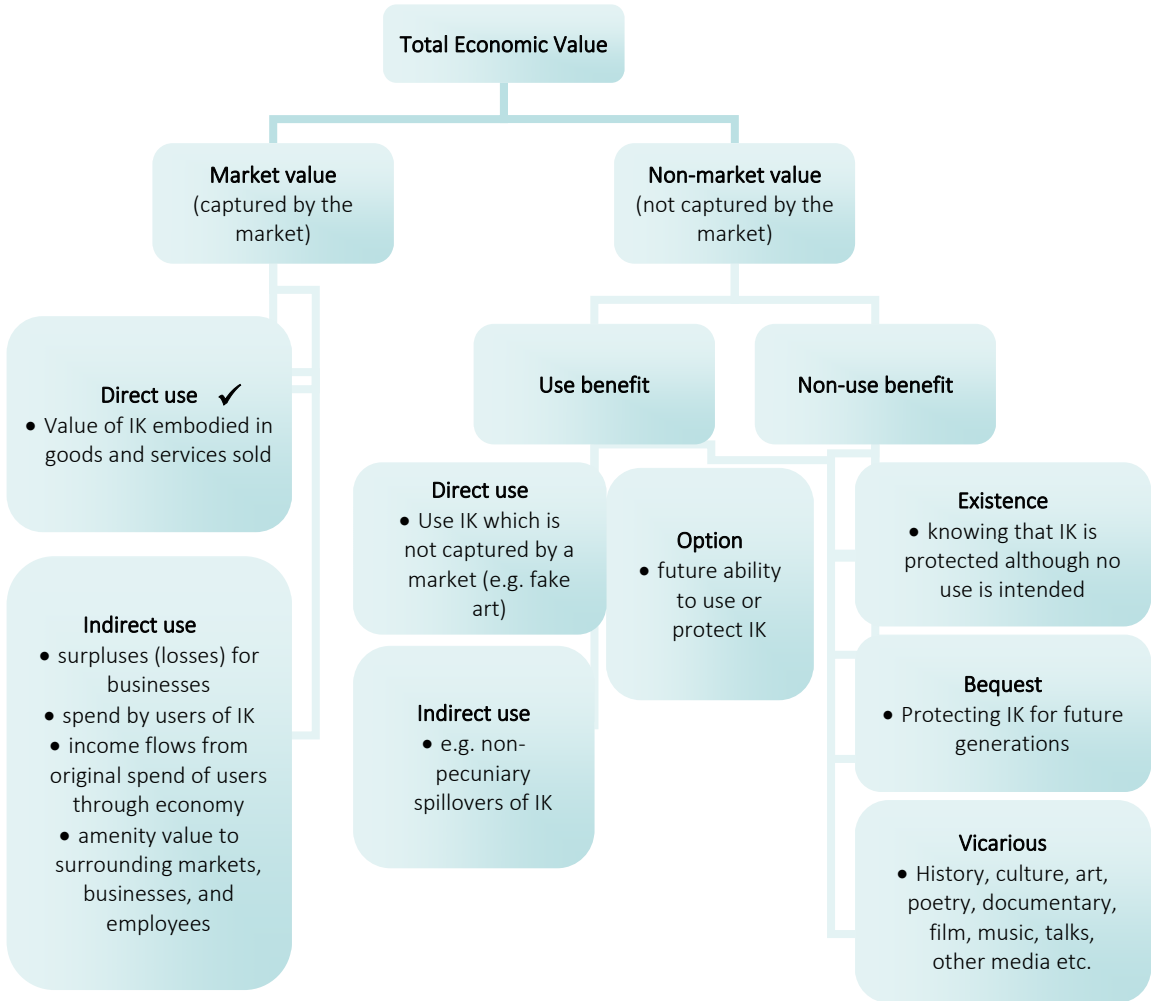 Total Economic Value
Market value
(captured by the
market)
Non-market value
(not captured by the
market)
Direct use ✓
• Value of IK embodied in
goods and services sold
Indirect use
• surpluses (losses) for
businesses
• spend by users of IK
• income flows from
original spend of users
through economy
• amenity value to
surrounding markets,
businesses, and
employees
Use benefit
Non-use benefit
Direct use
• Use IK which is
not captured by a
market (e.g. fake
art)
Indirect use
• e.g. non-
pecuniary
spillovers of IK
Option
• future ability
to use or
protect IK
Existence
• knowing that IK is
protected although no
use is intended
Bequest
• Protecting IK for future
generations
Vicarious
• History, culture, art,
poetry, documentary,
film, music, talks,
other media etc.